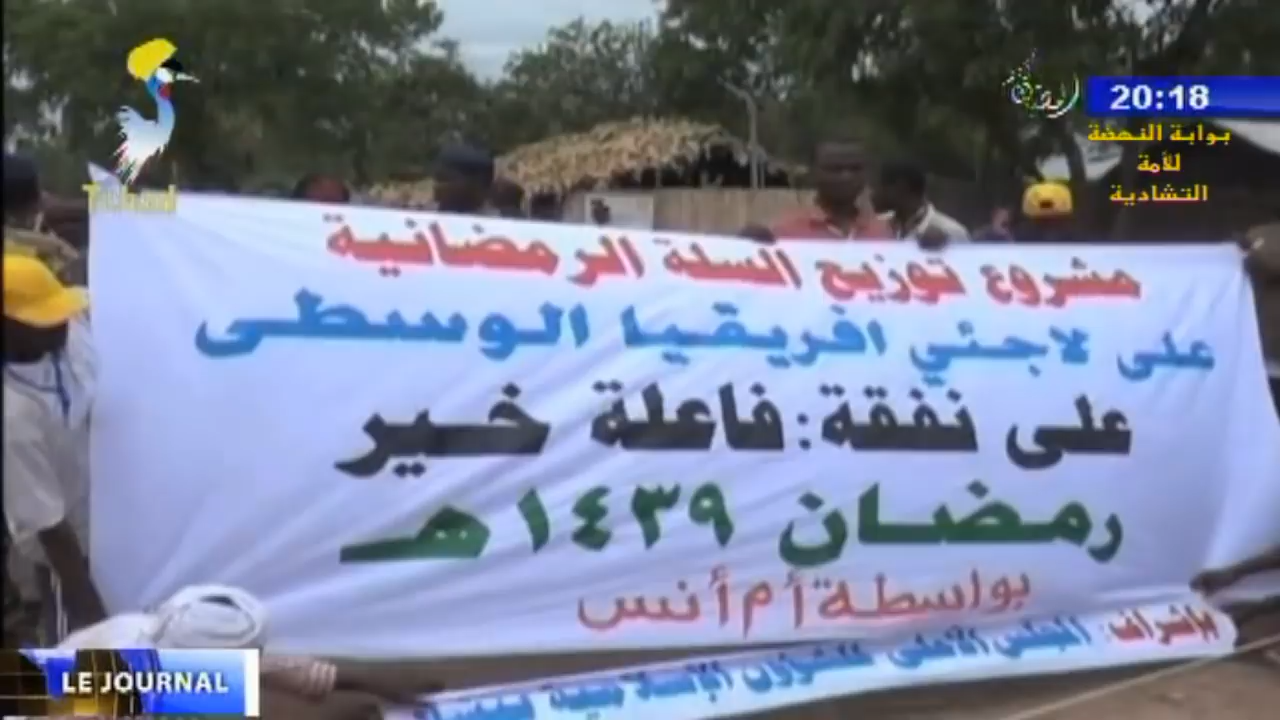 20:18
بوابة النهضة
للأمة
التشادية
مشروع توزيع السلة الرمضانية
على لاجئي افريقيا الوسطى
على نفقة: فاعلة خير
رمضان ١٤٣٩هـ
بواسطة أم أنس
بإشراف: المجلس الأعلى للشؤون الإسلامية
LE JOURNAL